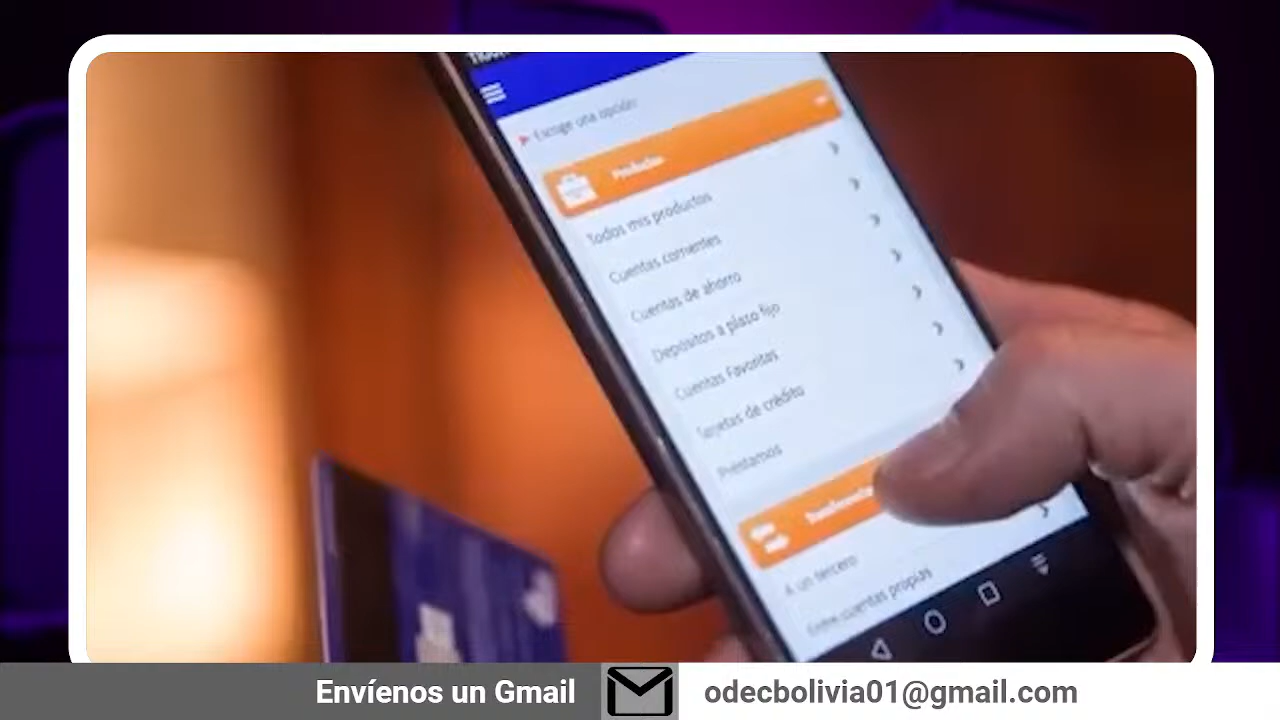 Escoge una opción
Productos
Todos mis productos
Cuentas corrientes
Cuentas de ahorro
Depósitos a plazo fijo
Cuentas Favoritas
Tarjetas de crédito
Préstamos
A un tercero
Entre cuentas propias
Envíenos un Gmail
odecbolivia01@gmail.com